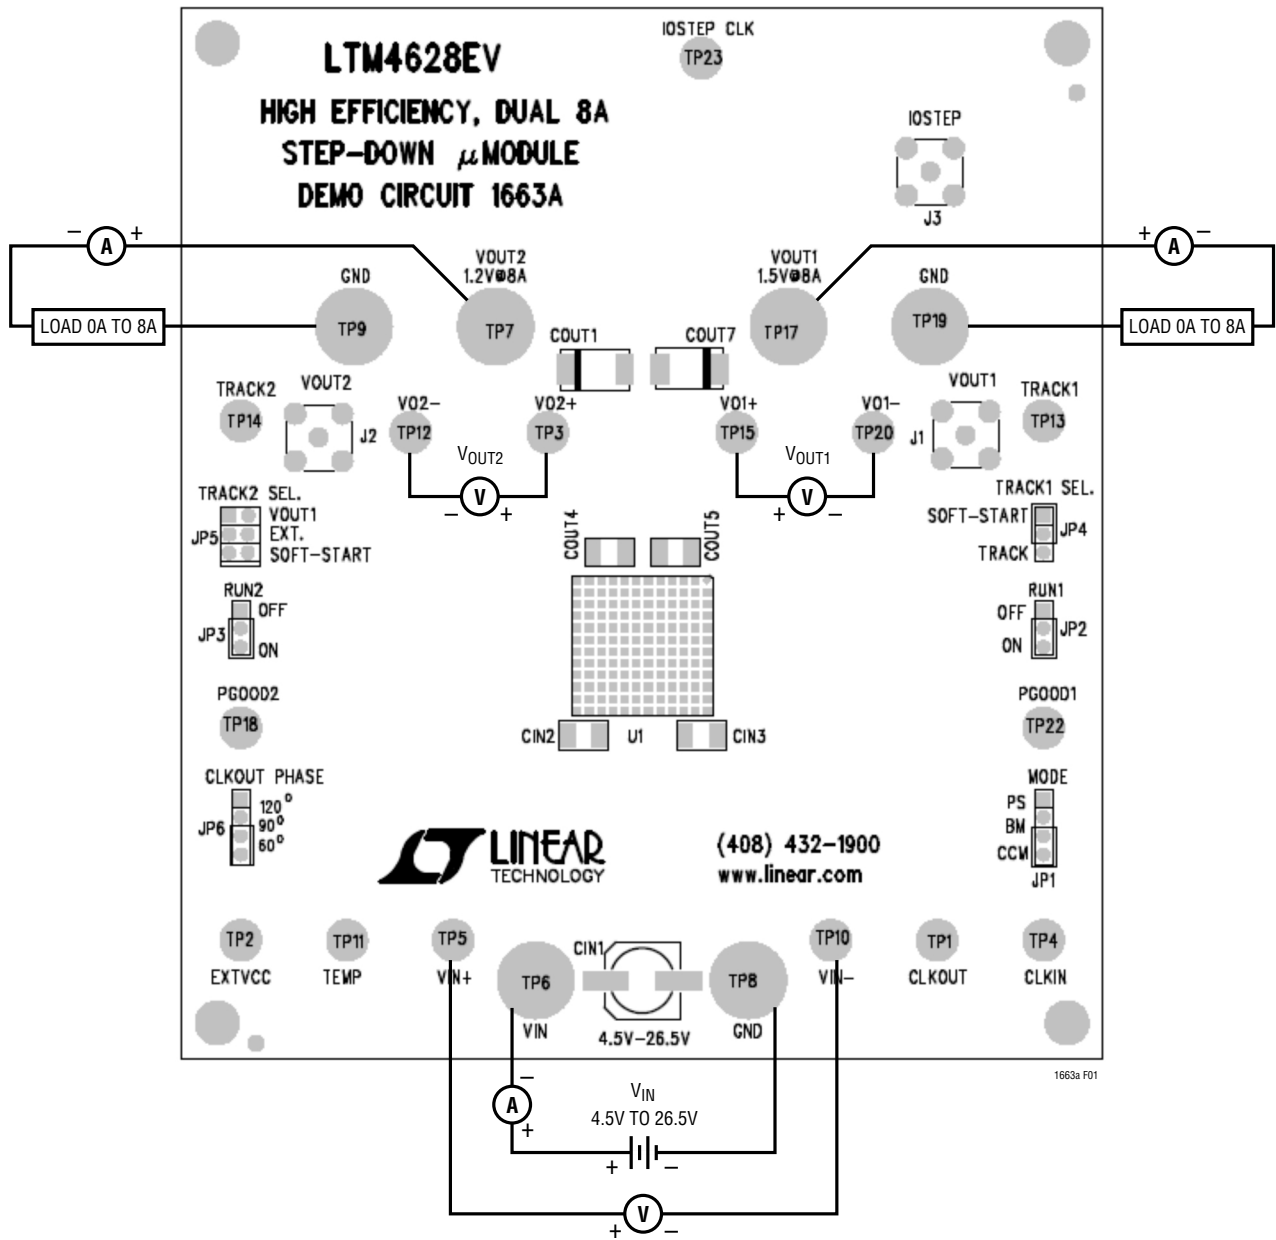 IOSTEP CLK
TP23
LTM4628EV
HIGH EFFICIENCY, DUAL 8A
STEP-DOWN µMODULE
DEMO CIRCUIT 1663A
IOSTEP
J3
− A +
+ A −
VOUT2
1.2V@8A
VOUT1
1.5V@8A
GND
GND
LOAD 0A TO 8A
TP9
TP7
TP17
TP19
LOAD 0A TO 8A
COUT1
COUT7
TRACK2
VOUT2
VO2-
VO2+
VO1+
VO1-
VOUT1
TRACK1
TP14
J2
TP12
TP3
TP15
TP20
J1
TP13
VOUT2
VOUT1
− V +
+ V −
TRACK2 SEL.
VOUT1
JP5
EXT.
SOFT-START
COUT4
COUT5
TRACK1 SEL.
SOFT-START
JP4
TRACK
RUN2
OFF
JP3
ON
RUN1
OFF
JP2
ON
PGOOD2
TP18
PGOOD1
TP22
CIN2
U1
CIN3
CLKOUT PHASE
120°
JP6
90°
60°
MODE
PS
BM
CCM
JP1
LINEAR
TECHNOLOGY
(408) 432-1900
www.linear.com
TP2
TP11
TP5
TP10
TP1
TP4
EXTVCC
TEMP
VIN+
CIN1
TP6
TP8
VIN-
CLKOUT
CLKIN
VIN
4.5V-26.5V
GND
1663a F01
−
A
+
VIN
4.5V TO 26.5V
+ −
+ V −